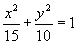 x²/15 + y²/10 = 1